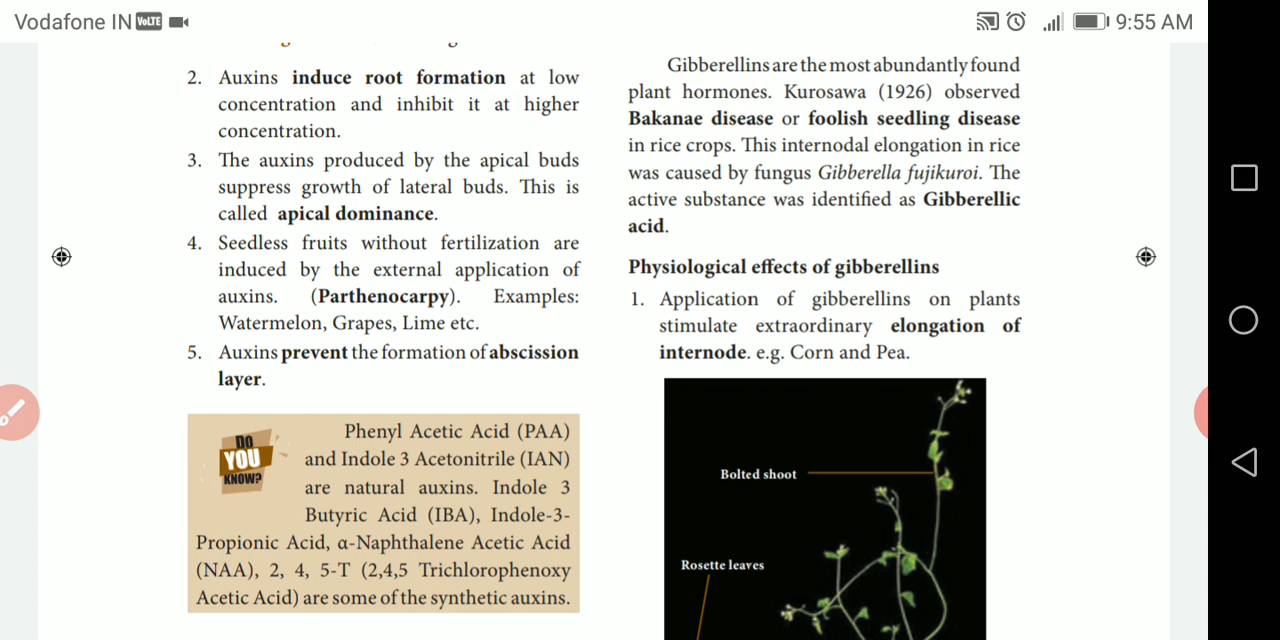 Vodafone IN VoLTE
9:55 AM
2. Auxins induce root formation at low
concentration and inhibit it at higher
concentration.
3. The auxins produced by the apical buds
suppress growth of lateral buds. This is
called apical dominance.
4. Seedless fruits without fertilization are
induced by the external application of
auxins. (Parthenocarpy). Examples:
Watermelon, Grapes, Lime etc.
5. Auxins prevent the formation of abscission
layer.
DO
YOU
KNOW?
Phenyl Acetic Acid (PAA)
and Indole 3 Acetonitrile (IAN)
are natural auxins. Indole 3
Butyric Acid (IBA), Indole-3-
Propionic Acid, α-Naphthalene Acetic Acid
(NAA), 2, 4, 5-T (2,4,5 Trichlorophenoxy
Acetic Acid) are some of the synthetic auxins.
Gibberellins are the most abundantly found
plant hormones. Kurosawa (1926) observed
Bakanae disease or foolish seedling disease
in rice crops. This internodal elongation in rice
was caused by fungus Gibberella fujikuroi. The
active substance was identified as Gibberellic
acid.
Physiological effects of gibberellins
1. Application of gibberellins on plants
stimulate extraordinary elongation of
internode. e.g. Corn and Pea.
Bolted shoot
Rosette leaves